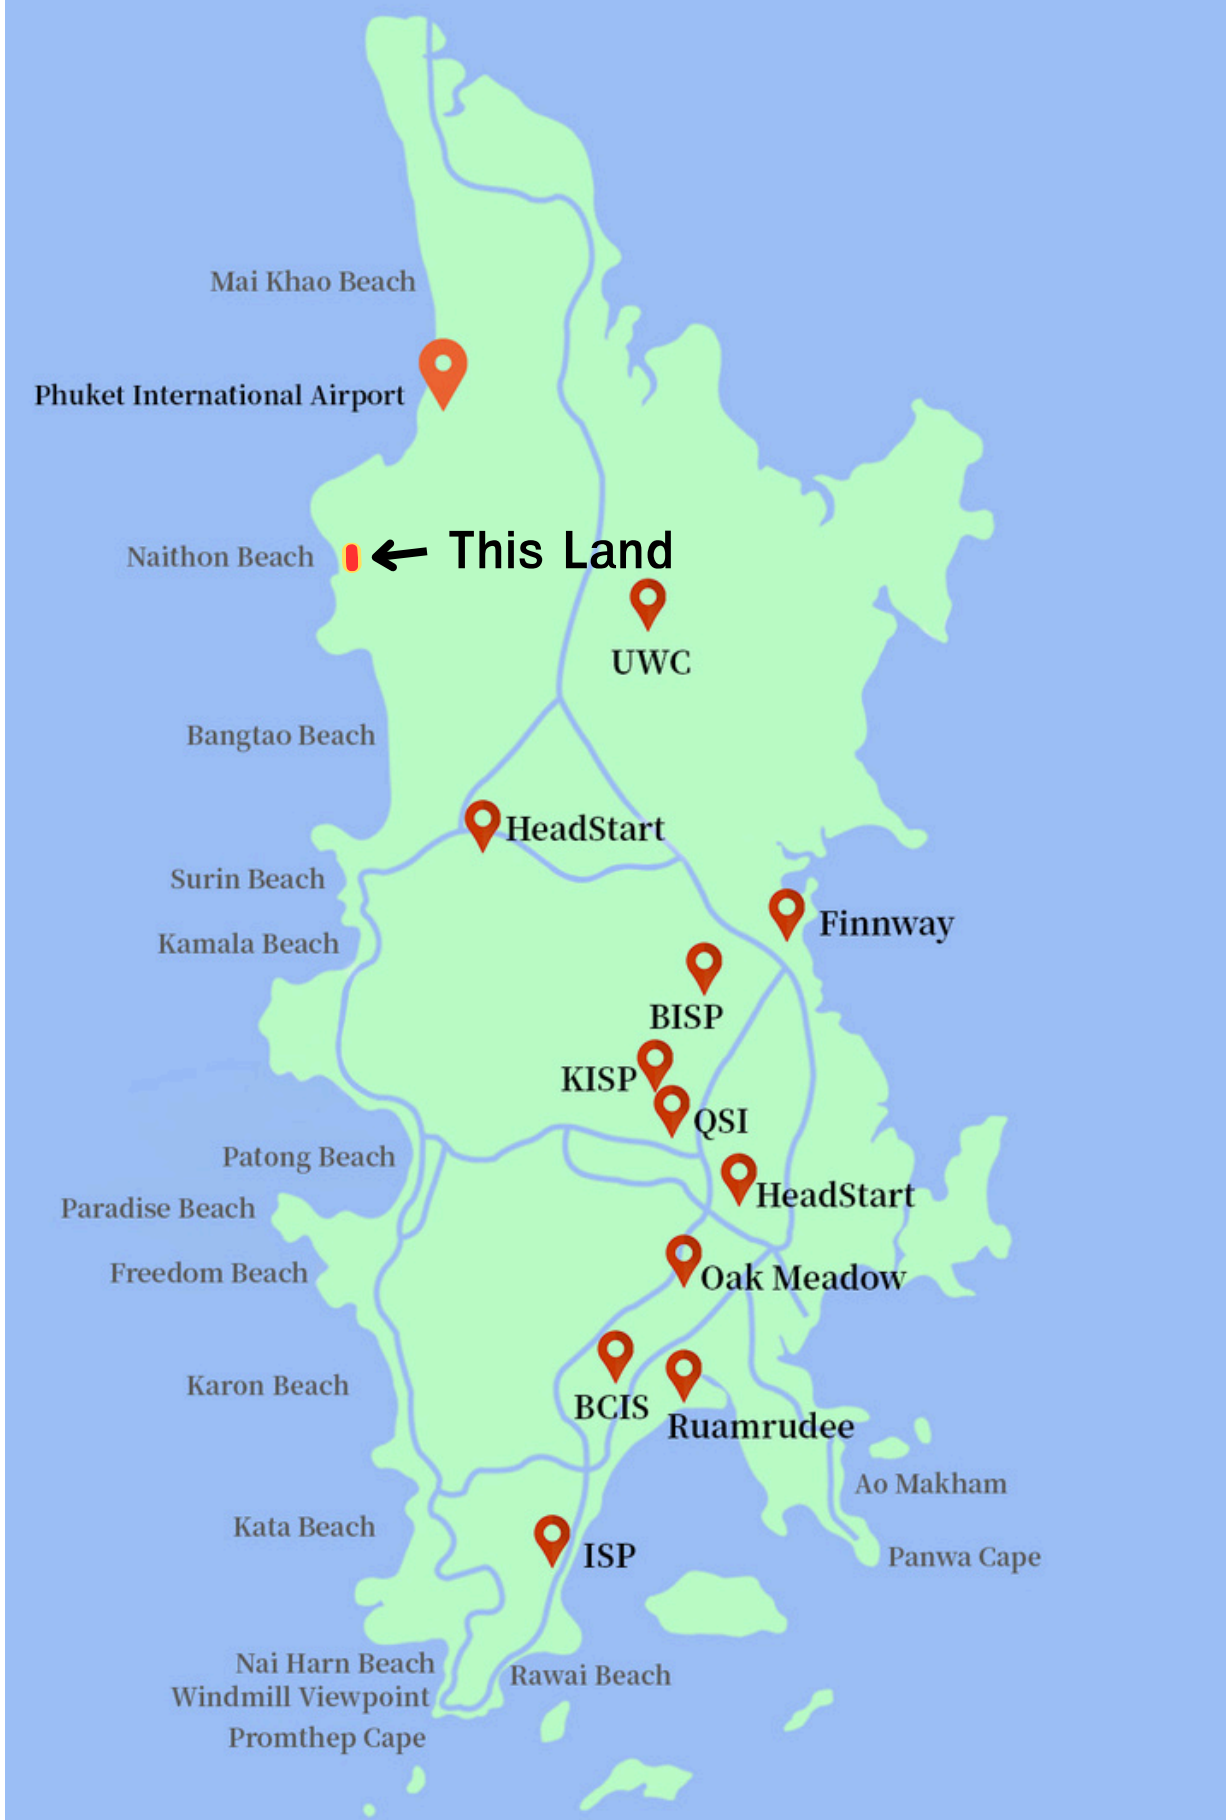 Mai Khao Beach
Phuket International Airport
This Land
Naithon Beach
UWC
Bangtao Beach
HeadStart
Surin Beach
Finnway
Kamala Beach
BISP
KISP
QSI
Patong Beach
HeadStart
Paradise Beach
Freedom Beach
Oak Meadow
Karon Beach
BCIS
Ruamrudee
Ao Makham
Kata Beach
ISP
Panwa Cape
Nai Harn Beach
Rawai Beach
Windmill Viewpoint
Promthep Cape